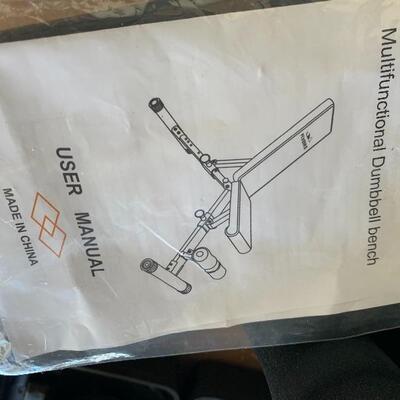 Multifunctional Dumbbell bench
USER MANUAL
MADE IN CHINA